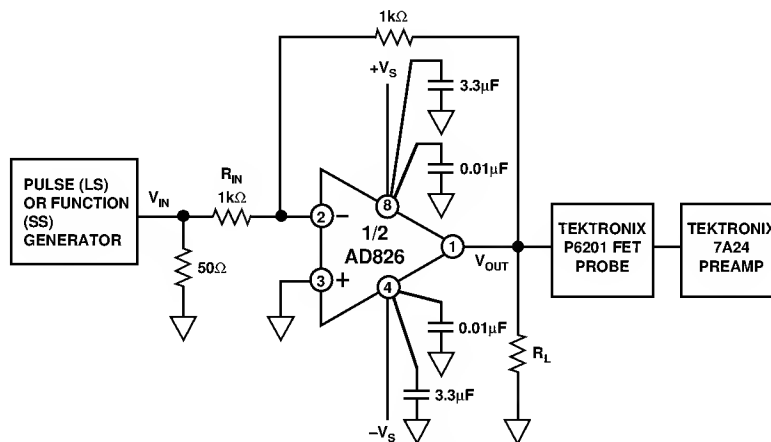 1kΩ
+VS
3.3μF
0.01μF
PULSE (LS)
OR FUNCTION
(SS)
GENERATOR
VIN
RIN
1kΩ
50Ω
2
–
3
+
8
1/2
AD826
1
4
VOUT
TEKTRONIX
P6201 FET
PROBE
TEKTRONIX
7A24
PREAMP
0.01μF
RL
3.3μF
–VS